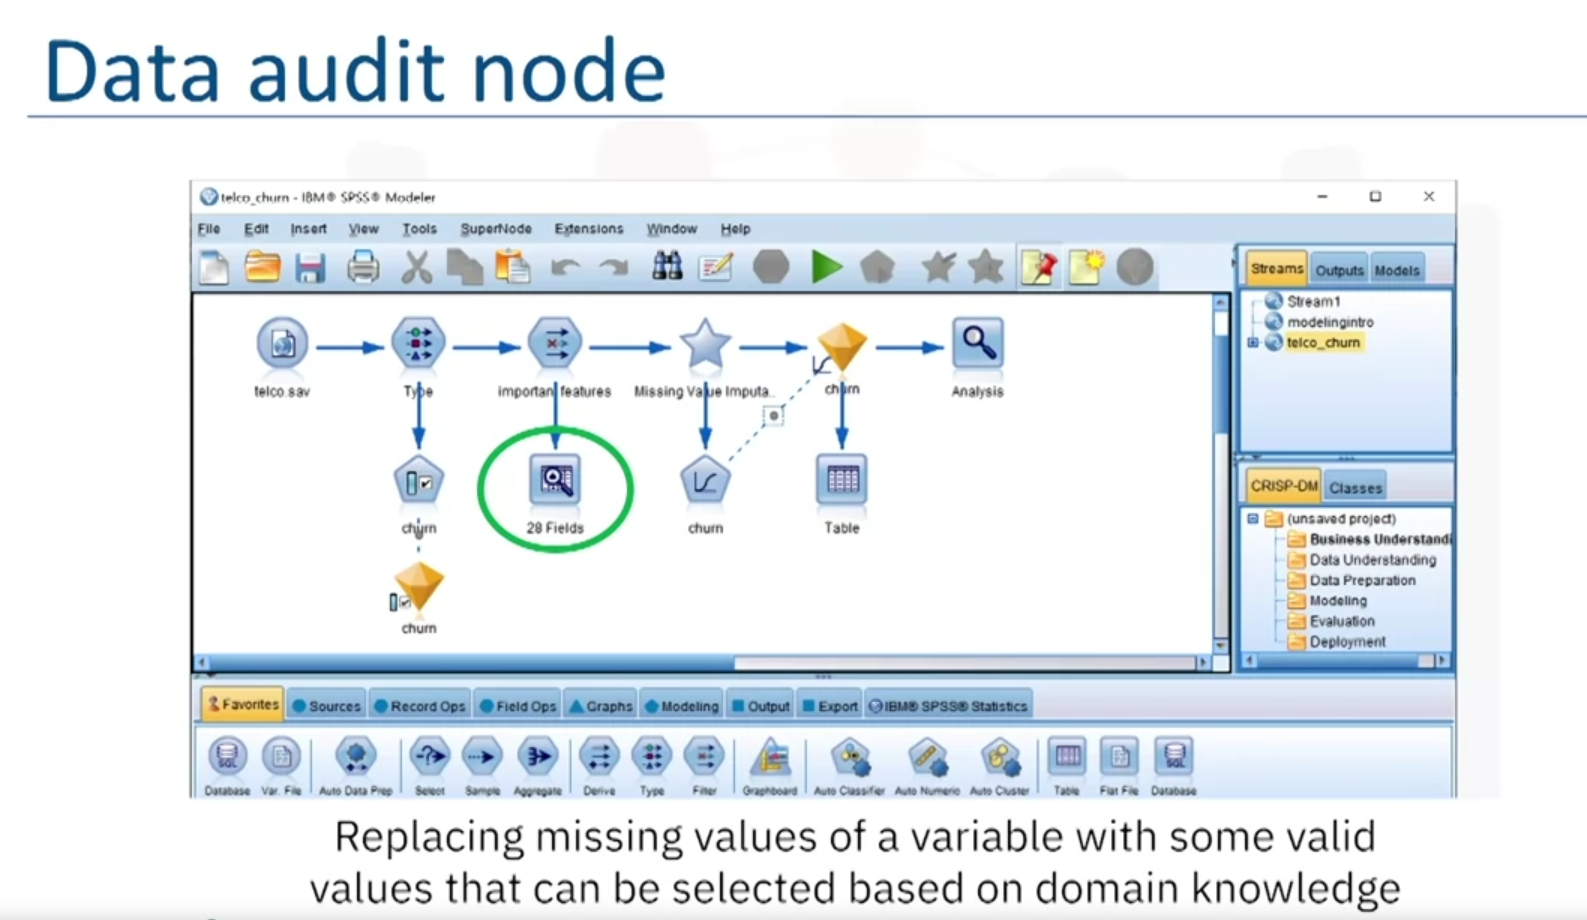 Data audit node
telco_churn - IBM® SPSS® Modeler
File Edit Insert View Tools SuperNode Extensions Window Help
Streams Outputs Models
Stream1
modelingintro
telco_churn
telco.sav Type important features Missing Value Imputa.. churn Analysis
churn 28 Fields churn Table
churn
CRISP-DM Classes
(unsaved project)
Business Understandi
Data Understanding
Data Preparation
Modeling
Evaluation
Deployment
Favorites Sources Record Ops Field Ops Graphs Modeling Output Export IBM® SPSS® Statistics
SQL SQL
Database Var. File Auto Data Prep Select Sample Aggregate Derive Type Filter Graphboard Auto Classifier Auto Numeric Auto Cluster Table Flat File Database
Replacing missing values of a variable with some valid
values that can be selected based on domain knowledge